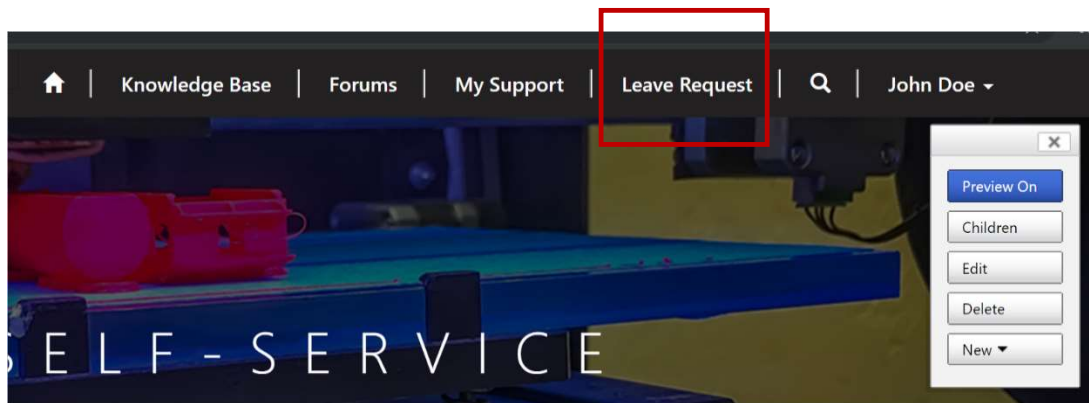 Knowledge Base | Forums | My Support | Leave Request | John Doe
Preview On
Children
Edit
Delete
New
SELF-SERVICE